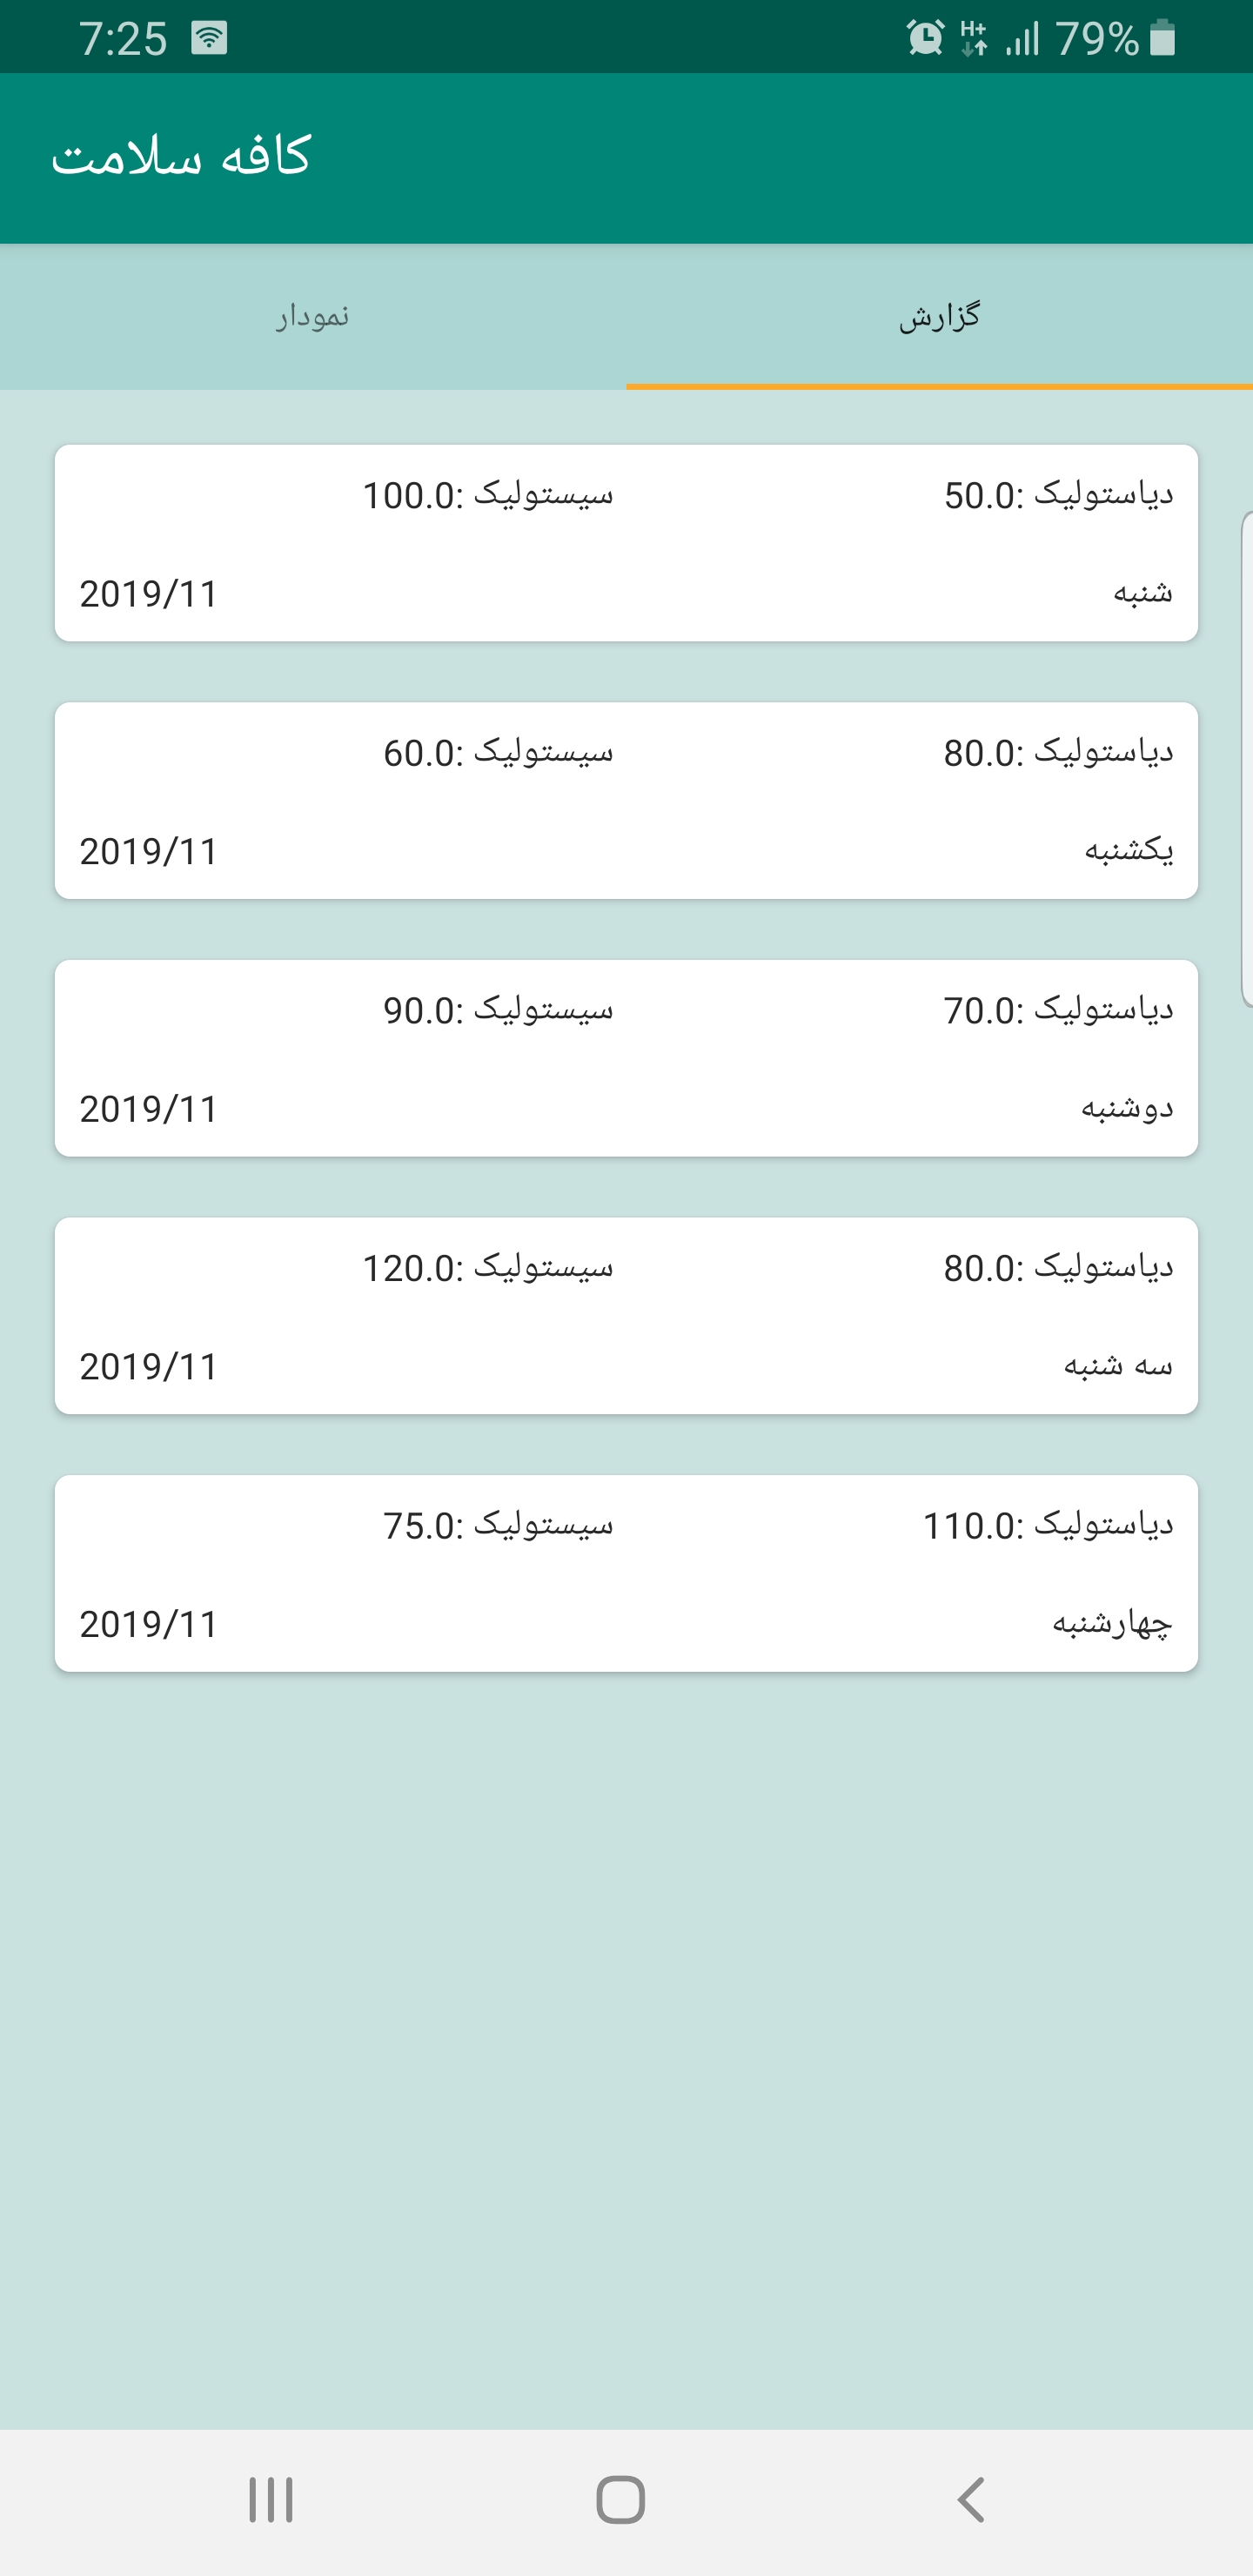 7:25 H+ 79%
کافه سلامت
گزارش نمودار
دیاستولیک :50.0 سیستولیک :100.0
شنبه 2019/11
دیاستولیک :80.0 سیستولیک :60.0
یکشنبه 2019/11
دیاستولیک :70.0 سیستولیک :90.0
دوشنبه 2019/11
دیاستولیک :80.0 سیستولیک :120.0
سه شنبه 2019/11
دیاستولیک :110.0 سیستولیک :75.0
چهارشنبه 2019/11